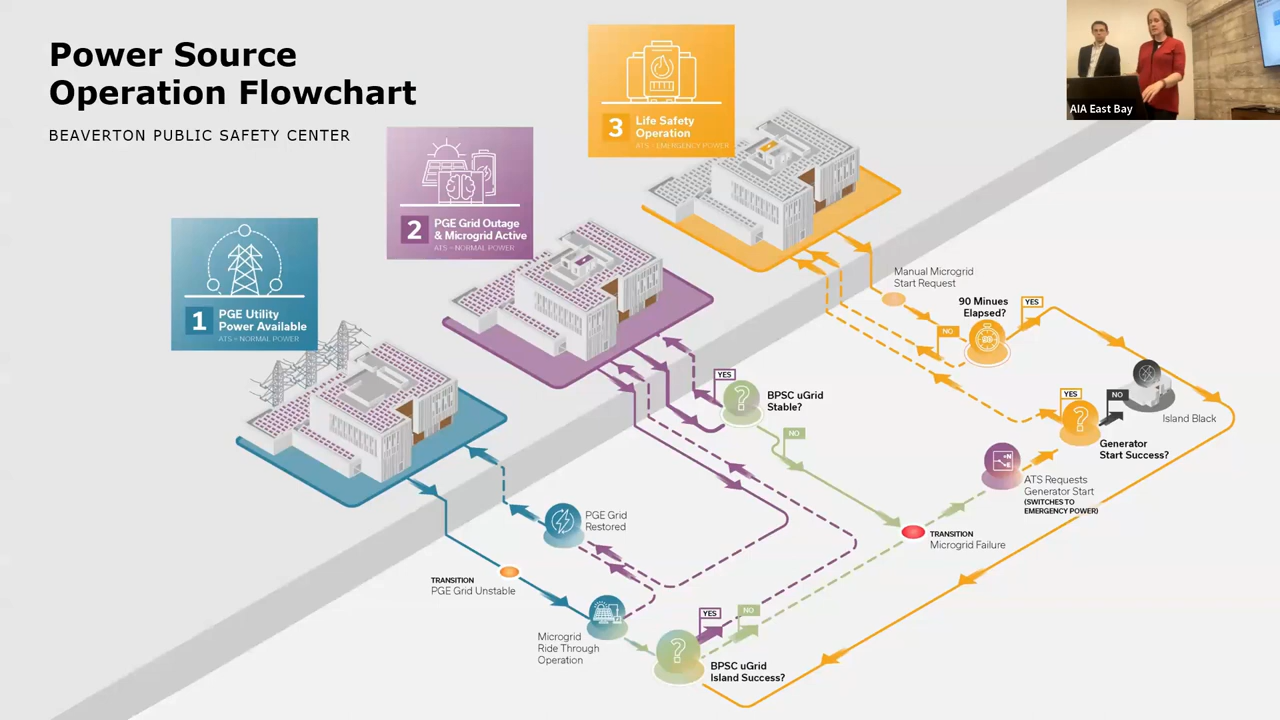 Power Source
Operation Flowchart
BEAVERTON PUBLIC SAFETY CENTER
AIA East Bay
3
Life Safety
Operation
ATS = EMERGENCY POWER
2
PGE Grid Outage
& Microgrid Active
ATS = NORMAL POWER
1
PGE Utility
Power Available
ATS = NORMAL POWER
Manual Microgrid
Start Request
90 Minues
Elapsed?
YES
NO
YES
BPSC uGrid
Stable?
NO
YES
NO
Island Black
Generator
Start Success?
ATS Requests
Generator Start
(SWITCHES TO
EMERGENCY POWER)
PGE Grid
Restored
TRANSITION
Microgrid Failure
TRANSITION
PGE Grid Unstable
Microgrid
Ride Through
Operation
YES
NO
BPSC uGrid
Island Success?